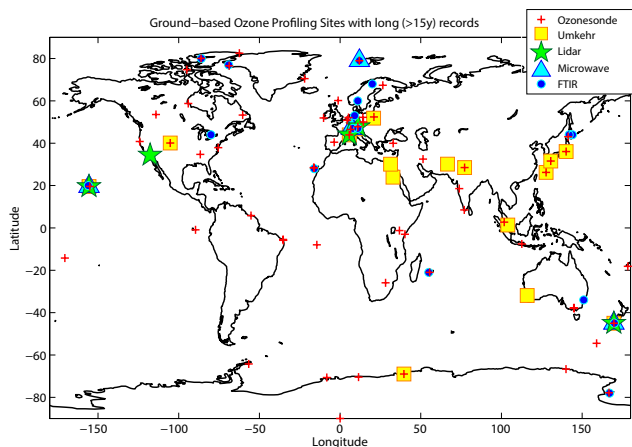 Ground−based Ozone Profiling Sites with long (>15y) records
Ozonesonde
Umkehr
Lidar
Microwave
FTIR
80
60
40
20
0
−20
−40
−60
−80
Latitude
−150
−100
−50
0
50
100
150
Longitude